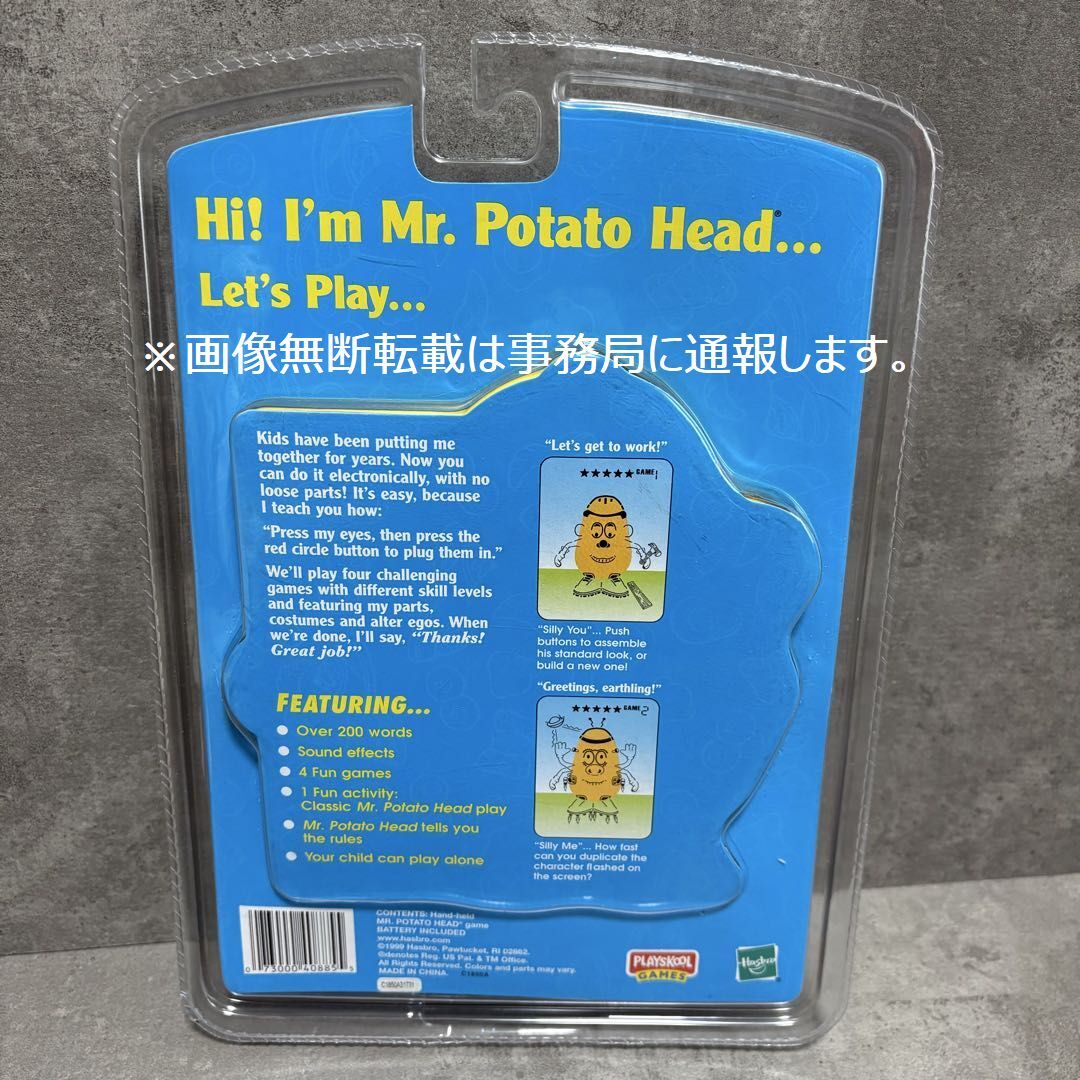 Hi! I'm Mr. Potato Head®...
Let's Play...
※画像無断転載は事務局に通報します。
Kids have been putting me
together for years. Now you
can do it electronically, with no
loose parts! It's easy, because
I teach you how:
"Press my eyes, then press the
red circle button to plug them in."
We'll play four challenging
games with different skill levels
and featuring my parts,
costumes and alter egos. When
we're done, I'll say, "Thanks!
Great job!"
FEATURING...
Over 200 words
Sound effects
4 Fun games
1 Fun activity:
Classic Mr. Potato Head play
Mr. Potato Head tells you
the rules
Your child can play alone
"Let's get to work!"
★★★★★ GAME 1
"Silly You"... Push
buttons to assemble
his standard look, or
build a new one!
"Greetings, earthling!"
★★★★★ GAME 2
"Silly Me"... How fast
can you duplicate the
character flashed on
the screen?
0 73000 40885 5
CONTENTS: Hand-held
MR. POTATO HEAD® game
BATTERY INCLUDED
www.hasbro.com
©1999 Hasbro, Pawtucket, RI 02862.
®denotes Reg. US Pat. & TM Office.
All Rights Reserved. Colors and parts may vary.
MADE IN CHINA. C1850A
C1850A31731
PLAYSKOOL
GAMES
Hasbro